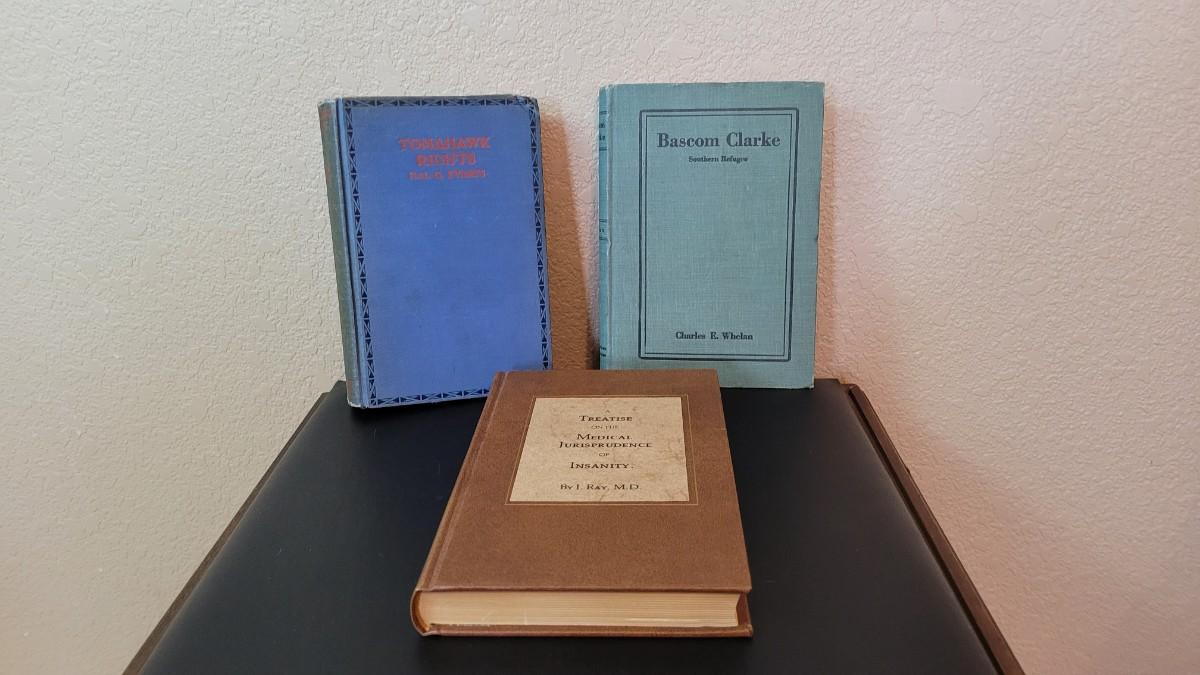 TOMAHAWK
RIGHTS
HAL G. EVARTS
Bascom Clarke
Southern Refugee
Charles E. Whelan
A
TREATISE
ON THE
MEDICAL
JURISPRUDENCE
OF
INSANITY.
BY I. RAY, M.D.